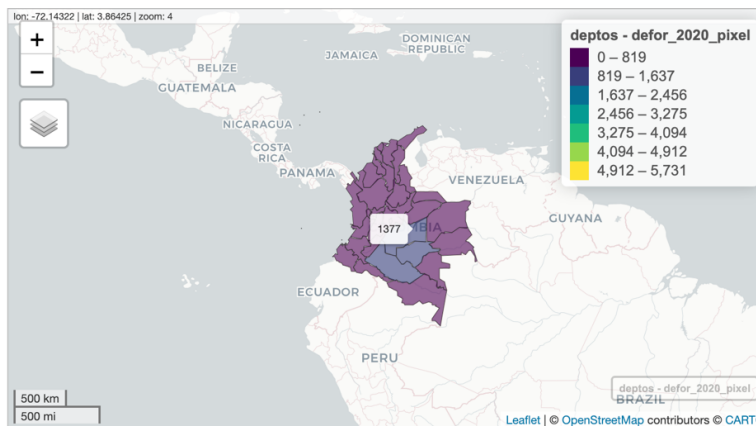 lon: -72.14322 | lat: 3.86425 | zoom: 4
+
−
deptos - defor_2020_pixel
0 – 819
819 – 1,637
1,637 – 2,456
2,456 – 3,275
3,275 – 4,094
4,094 – 4,912
4,912 – 5,731
DOMINICAN
REPUBLIC
JAMAICA
BELIZE
GUATEMALA
NICARAGUA
COSTA
RICA
PANAMA
VENEZUELA
GUYANA
1377
MBIA
ECUADOR
PERU
BRAZIL
deptos - defor_2020_pixel
500 km
500 mi
Leaflet | © OpenStreetMap contributors © CART